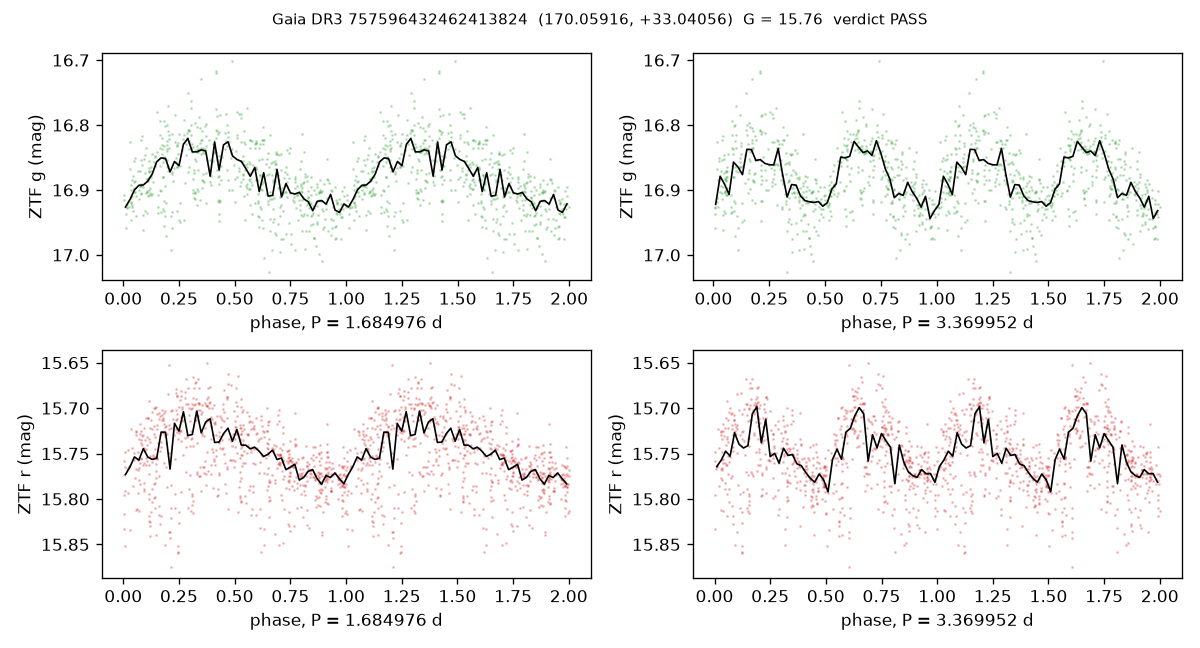 Gaia DR3 757596432462413824 (170.05916, +33.04056) G = 15.76 verdict PASS
ZTF g (mag)
16.7
16.8
16.9
17.0
0.00 0.25 0.50 0.75 1.00 1.25 1.50 1.75 2.00
phase, P = 1.684976 d
ZTF g (mag)
16.7
16.8
16.9
17.0
0.00 0.25 0.50 0.75 1.00 1.25 1.50 1.75 2.00
phase, P = 3.369952 d
ZTF r (mag)
15.65
15.70
15.75
15.80
15.85
0.00 0.25 0.50 0.75 1.00 1.25 1.50 1.75 2.00
phase, P = 1.684976 d
ZTF r (mag)
15.65
15.70
15.75
15.80
15.85
0.00 0.25 0.50 0.75 1.00 1.25 1.50 1.75 2.00
phase, P = 3.369952 d